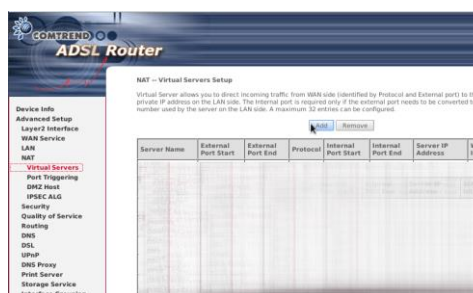 COMTREND
ADSL Router
Device Info
Advanced Setup
Layer2 Interface
WAN Service
LAN
NAT
Virtual Servers
Port Triggering
DMZ Host
IPSEC ALG
Security
Quality of Service
Routing
DNS
DSL
UPnP
DNS Proxy
Print Server
Storage Service
NAT -- Virtual Servers Setup
Virtual Server allows you to direct incoming traffic from WAN side (identified by Protocol and External port) to
private IP address on the LAN side. The Internal port is required only if the external port needs to be converted
number used by the server on the LAN side. A maximum 32 entries can be configured.
Add Remove
Server Name External Port Start External Port End Protocol Internal Port Start Internal Port End Server IP Address